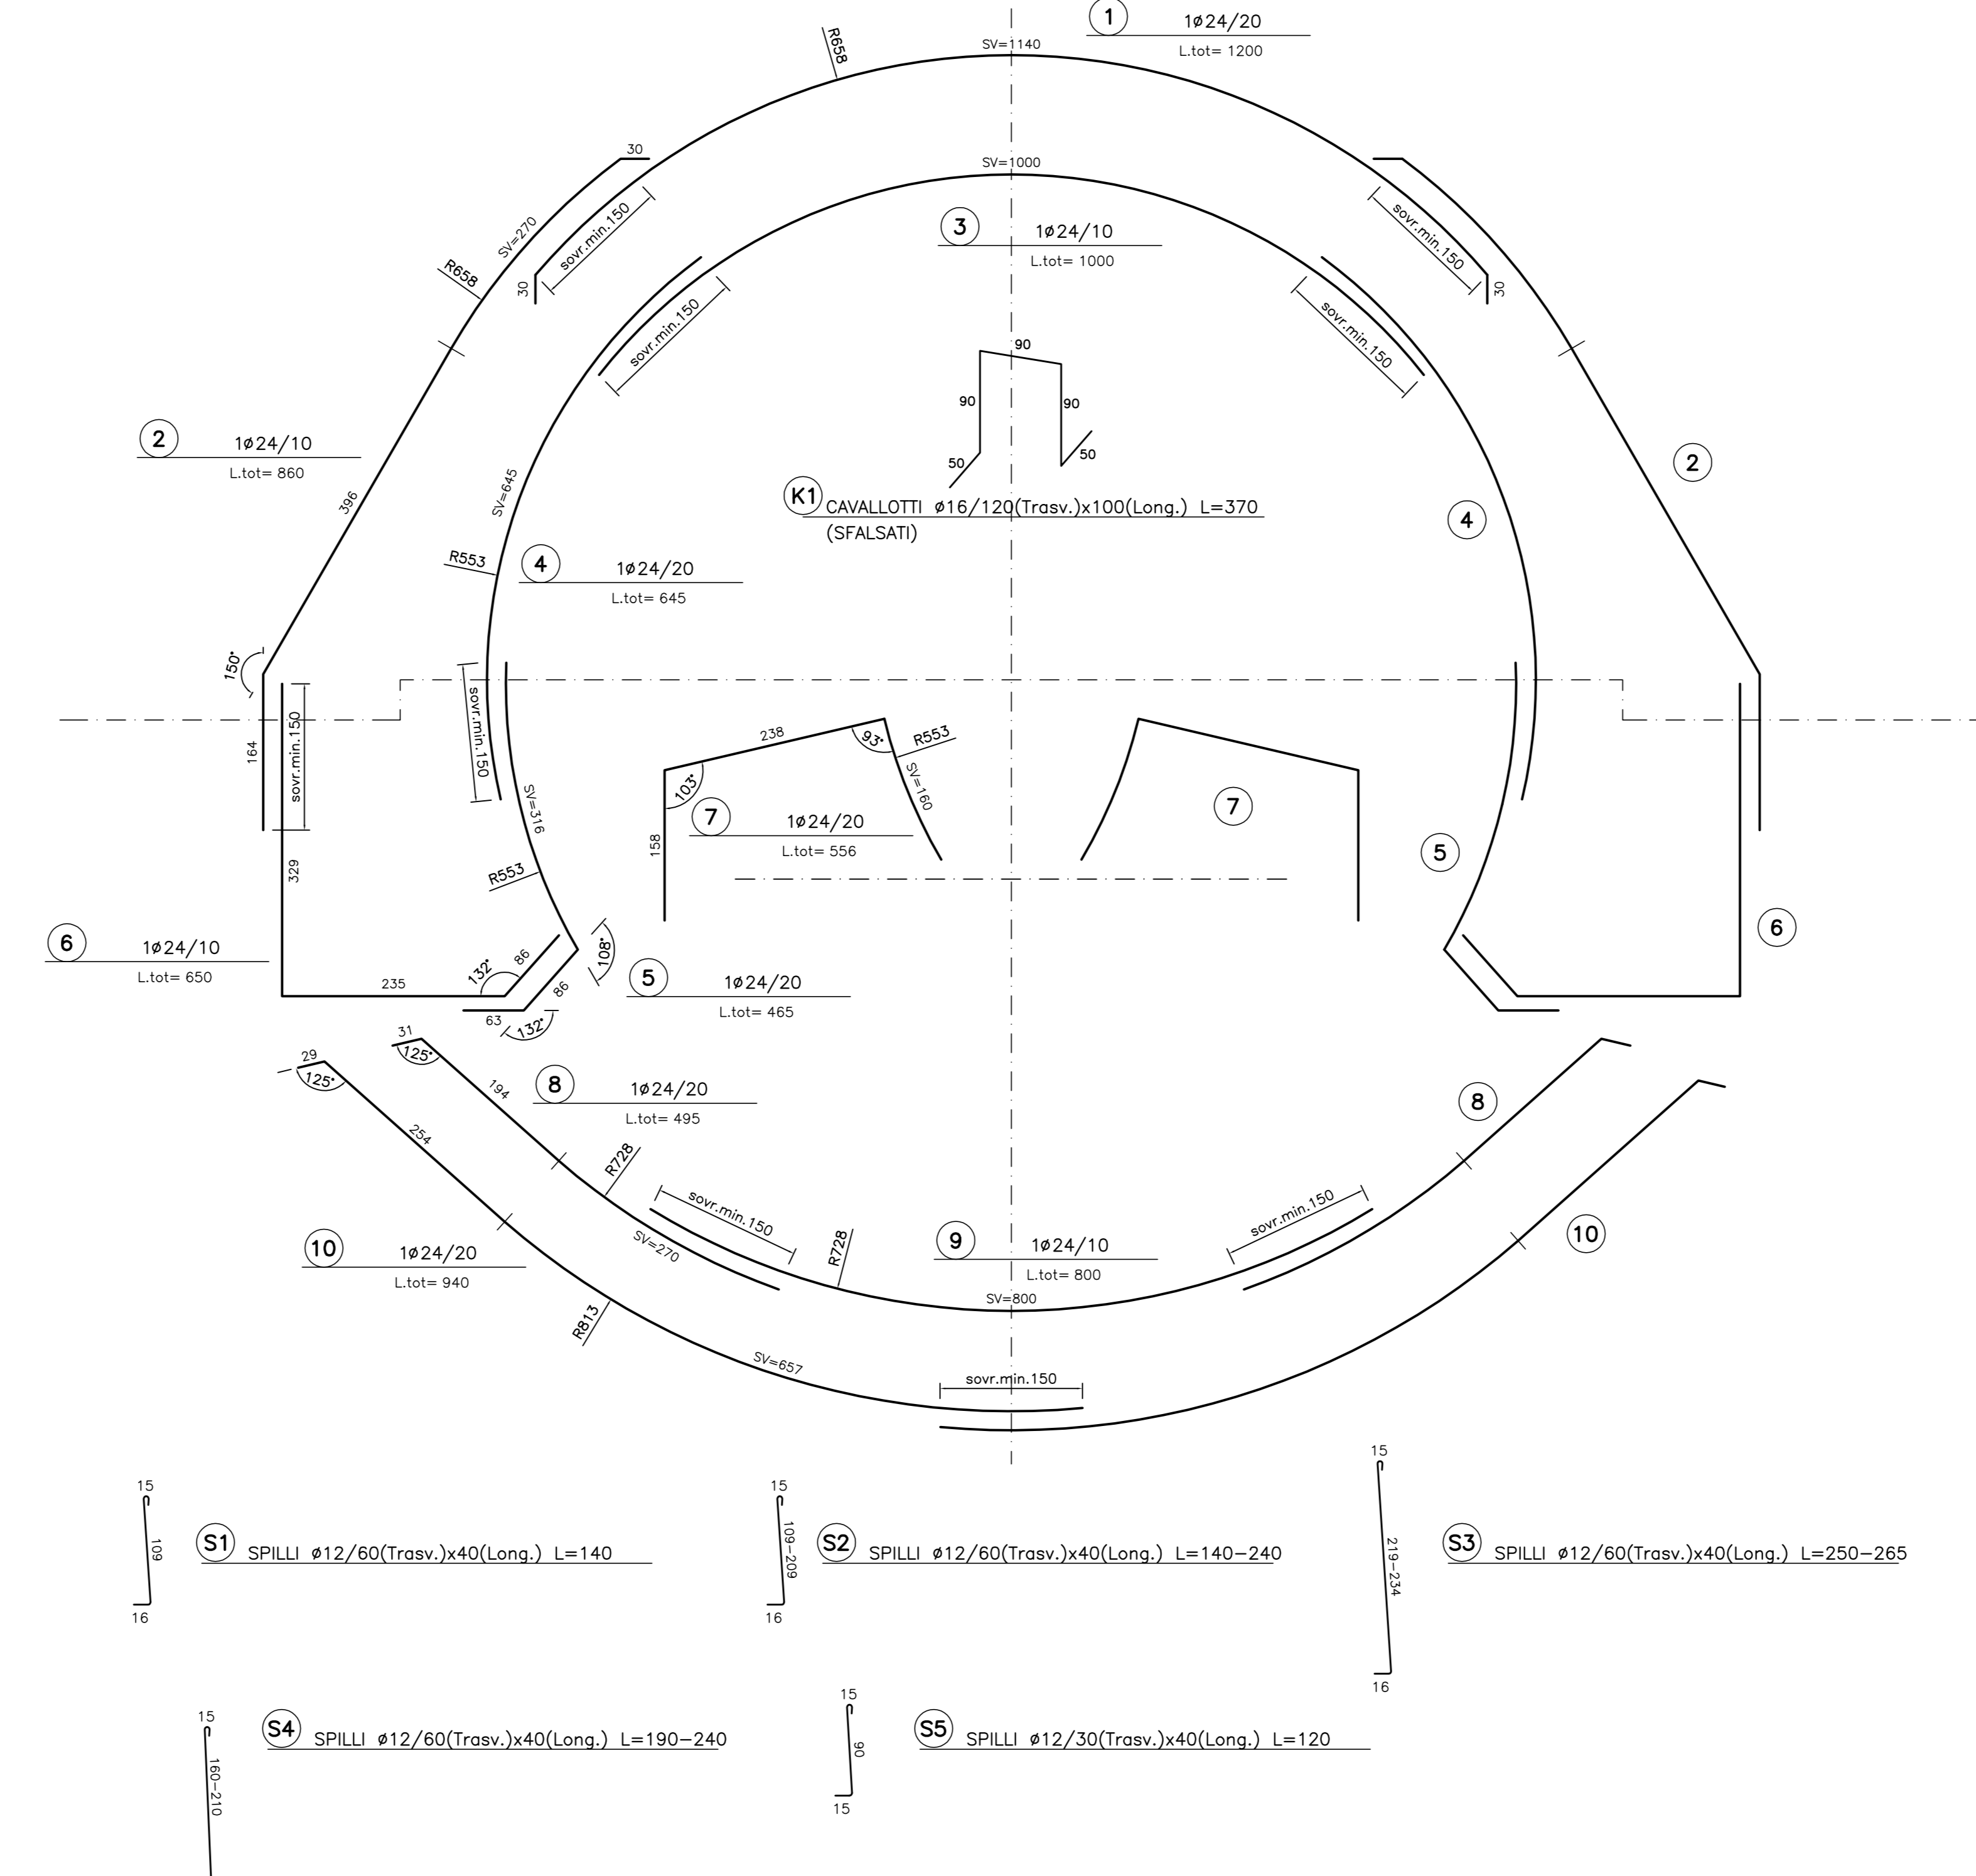 1 1ø24/20
L.tot= 1200
R658
SV=1140
30
SV=270
sovr.min.150
R658
30
sovr.min.150
30
SV=1000
3 1ø24/10
L.tot= 1000
sovr.min.150
sovr.min.150
90
90
90
50
50
K1 CAVALLOTTI ø16/120(Trasv.)x100(Long.) L=370
(SFALSATI)
2 1ø24/10
L.tot= 860
396
2
SV=645
R553
4 1ø24/20
L.tot= 645
4
150°
164
sovr.min.150
329
sovr.min.150
SV=316
R553
238
93°
R553
SV=160
103°
158
7 1ø24/20
L.tot= 556
7
5
6 1ø24/10
L.tot= 650
6
235
132°
86
108°
86
63
132°
5 1ø24/20
L.tot= 465
31
125°
29
125°
194
8 1ø24/20
L.tot= 495
8
254
R728
sovr.min.150
SV=270
R728
9 1ø24/10
L.tot= 800
SV=800
sovr.min.150
10 1ø24/20
L.tot= 940
10
R813
SV=657
sovr.min.150
15
109
16
S1 SPILLI ø12/60(Trasv.)x40(Long.) L=140
15
109-209
16
S2 SPILLI ø12/60(Trasv.)x40(Long.) L=140-240
15
219-234
16
S3 SPILLI ø12/60(Trasv.)x40(Long.) L=250-265
15
160-210
S4 SPILLI ø12/60(Trasv.)x40(Long.) L=190-240
15
90
15
S5 SPILLI ø12/30(Trasv.)x40(Long.) L=120